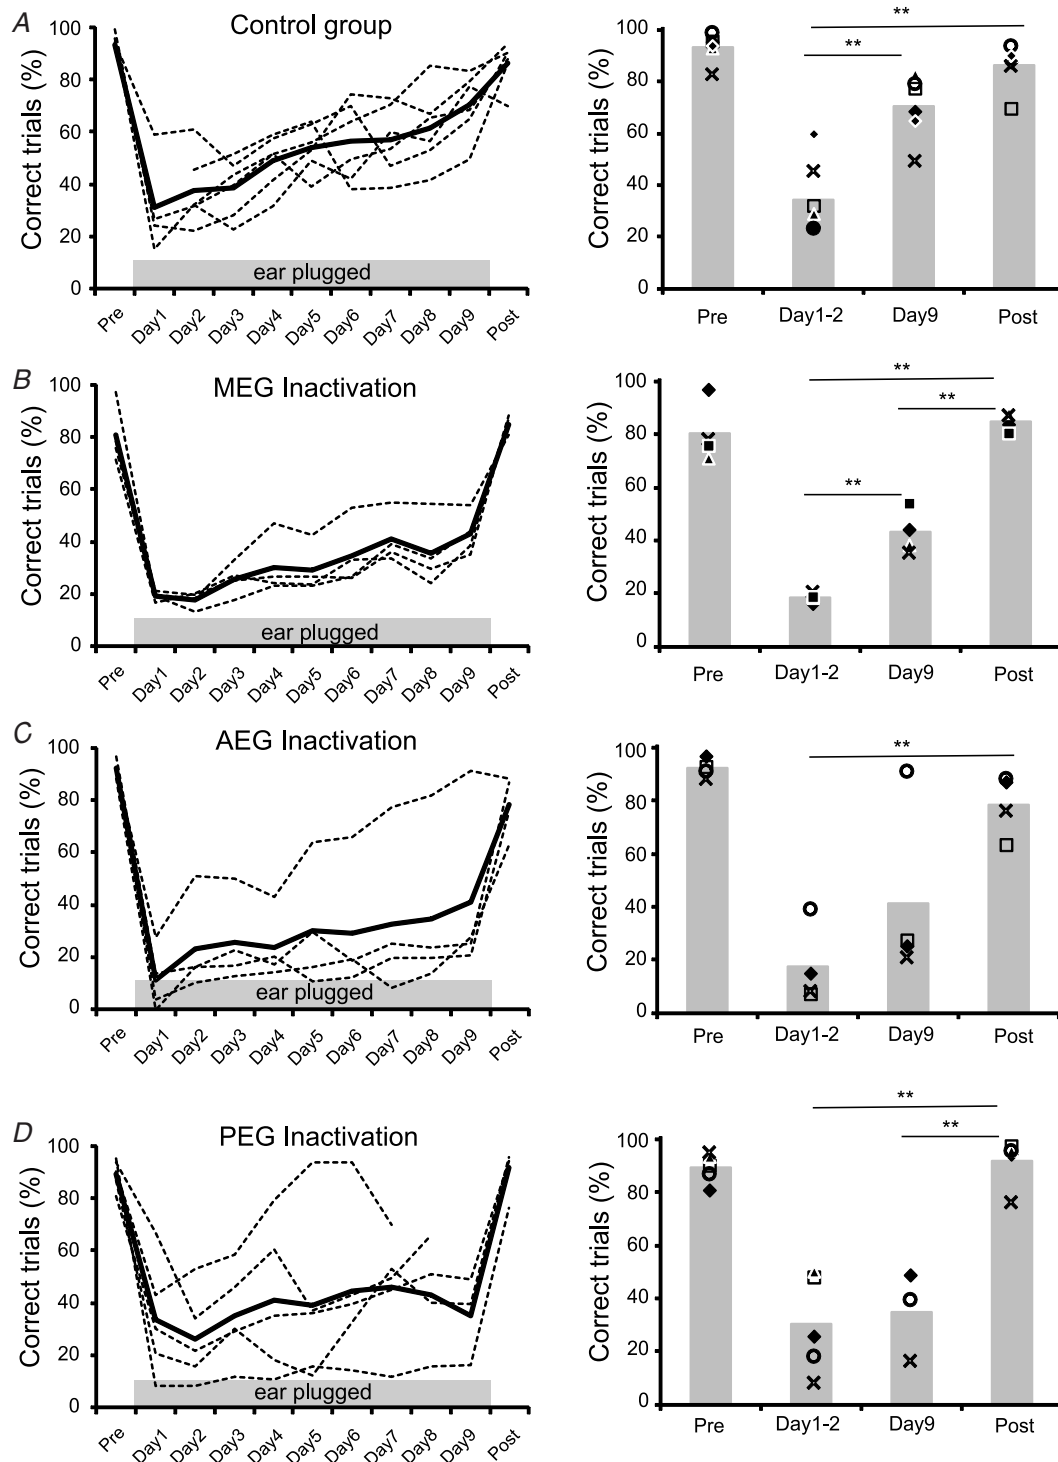 A
Control group
Correct trials (%)
100
80
60
40
20
0
ear plugged
Pre Day1 Day2 Day3 Day4 Day5 Day6 Day7 Day8 Day9 Post
Correct trials (%)
100
80
60
40
20
**
**
Pre Day1-2 Day9 Post
B
MEG Inactivation
Correct trials (%)
100
80
60
40
20
0
ear plugged
Pre Day1 Day2 Day3 Day4 Day5 Day6 Day7 Day8 Day9 Post
Correct trials (%)
100
80
60
40
20
0
**
**
**
Pre Day1-2 Day9 Post
C
AEG Inactivation
Correct trials (%)
100
80
60
40
20
0
ear plugged
Pre Day1 Day2 Day3 Day4 Day5 Day6 Day7 Day8 Day9 Post
Correct trials (%)
100
80
60
40
20
0
**
Pre Day1-2 Day9 Post
D
PEG Inactivation
Correct trials (%)
100
80
60
40
20
0
ear plugged
Pre Day1 Day2 Day3 Day4 Day5 Day6 Day7 Day8 Day9 Post
Correct trials (%)
100
80
60
40
20
0
**
**
Pre Day1-2 Day9 Post